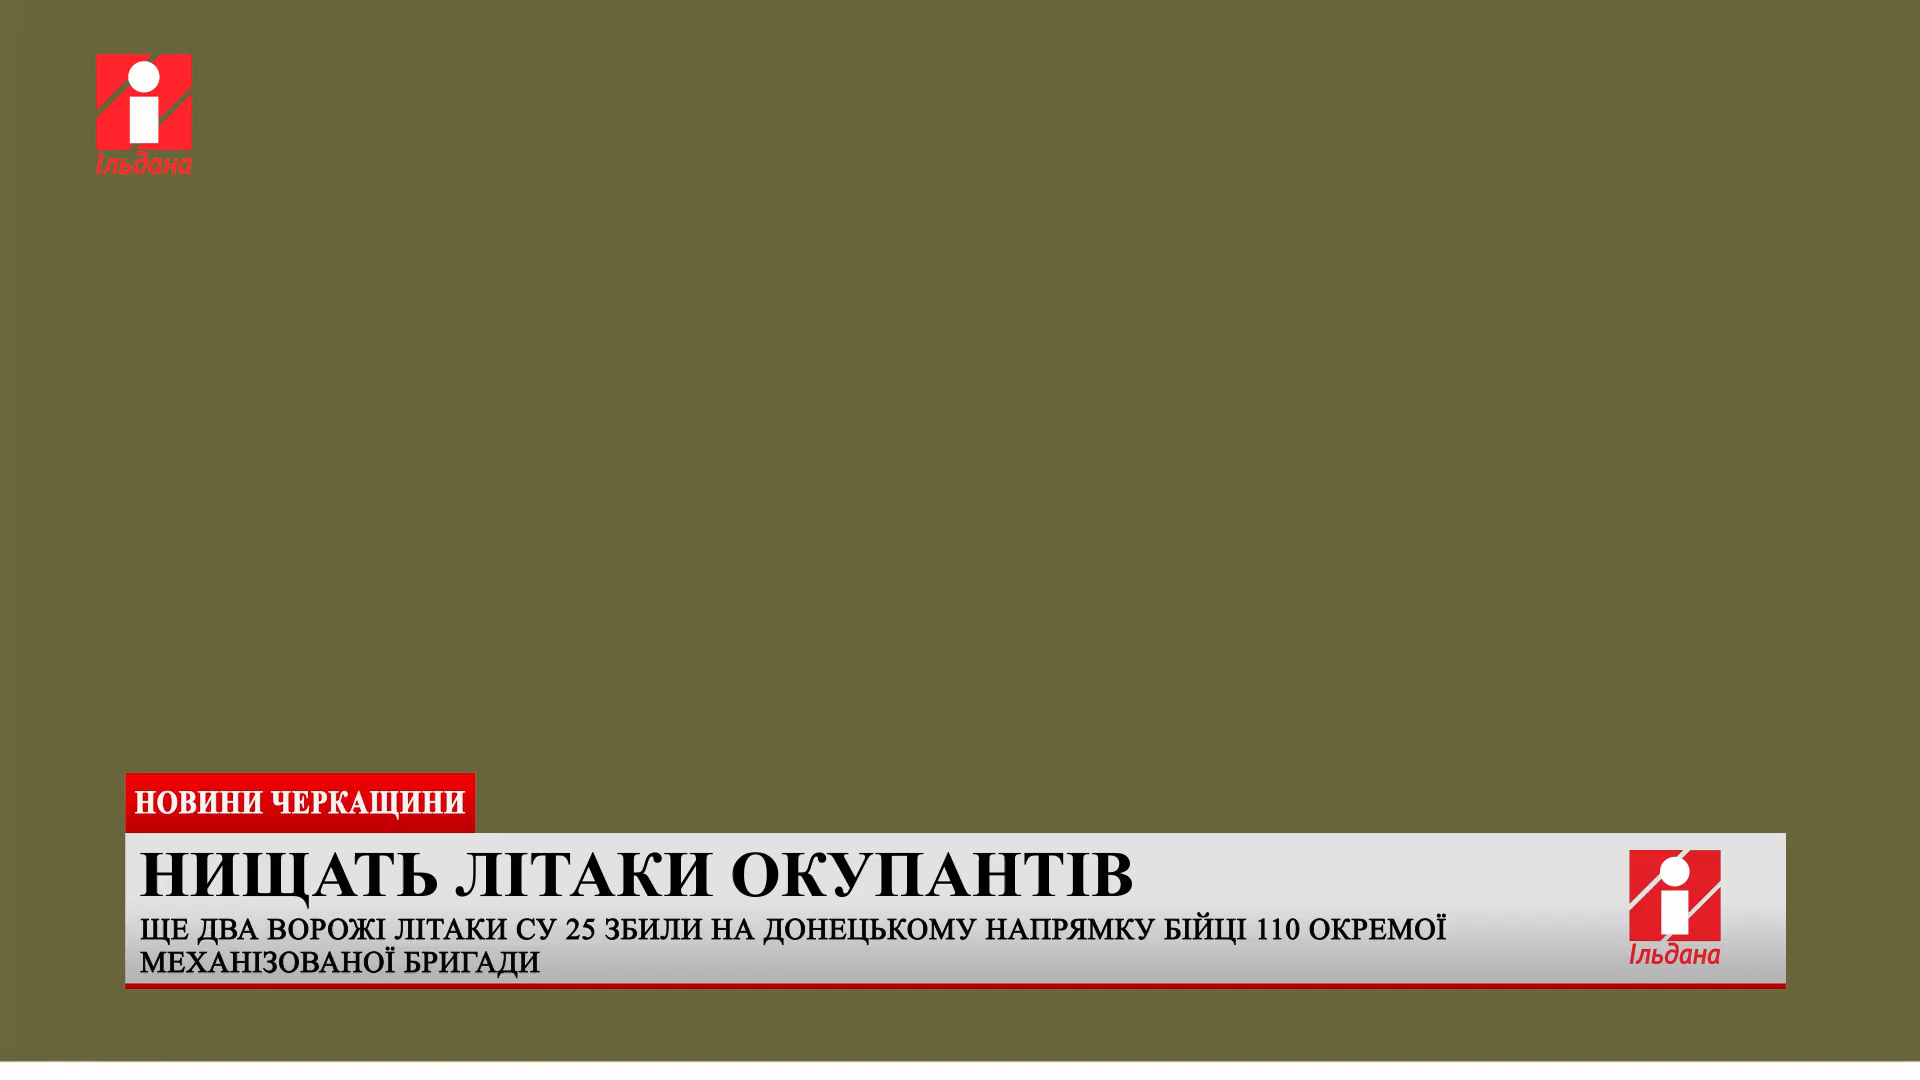 Ільдана
НОВИНИ ЧЕРКАЩИНИ
НИЩАТЬ ЛІТАКИ ОКУПАНТІВ
ЩЕ ДВА ВОРОЖІ ЛІТАКИ СУ 25 ЗБИЛИ НА ДОНЕЦЬКОМУ НАПРЯМКУ БІЙЦІ 110 ОКРЕМОЇ
МЕХАНІЗОВАНОЇ БРИГАДИ
Ільдана